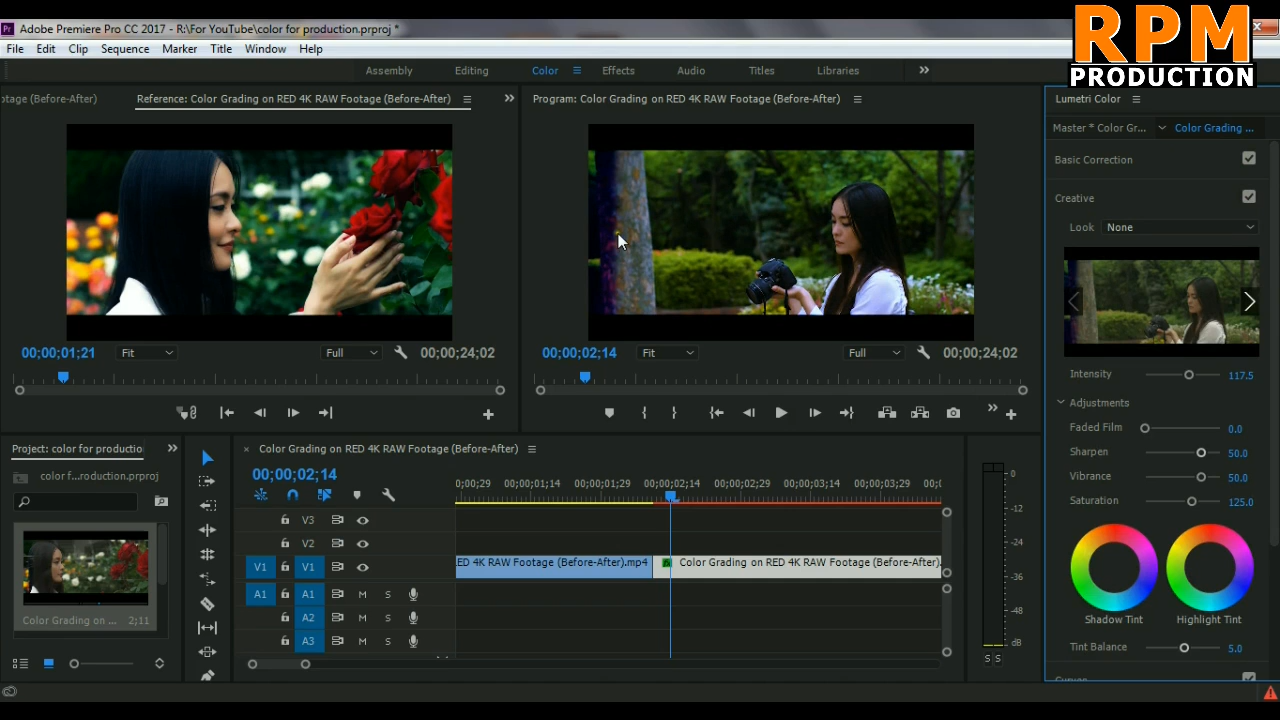 Adobe Premiere Pro CC 2017 - R:\For YouTube\color for production.prproj *
RPM
PRODUCTION
File Edit Clip Sequence Marker Title Window Help
Assembly Editing Color Effects Audio Titles Libraries
otage (Before-After) Reference: Color Grading on RED 4K RAW Footage (Before-After)
Program: Color Grading on RED 4K RAW Footage (Before-After)
Lumetri Color
Master * Color Gr... Color Grading ...
Basic Correction
Creative
Look None
00;00;01;21 Fit Full 00;00;24;02
00;00;02;14 Fit Full 00;00;24;02
Intensity 117.5
Adjustments
Faded Film 0.0
Sharpen 50.0
Vibrance 50.0
Saturation 125.0
Shadow Tint Highlight Tint
Tint Balance 5.0
Curves
Project: color for productio
color f...roduction.prproj
Color Grading on ... 2;11
Color Grading on RED 4K RAW Footage (Before-After)
00;00;02;14
0;00;29 00;00;01;14 00;00;01;29 00;00;02;14 00;00;02;29 00;00;03;14 00;00;03;29 00;0
V3
V2
V1 V1 .ED 4K RAW Footage (Before-After).mp4 fx Color Grading on RED 4K RAW Footage (Before-After).
A1 A1 M S
A2 M S
A3 M S
0
-12
-24
-36
-48
dB
S S